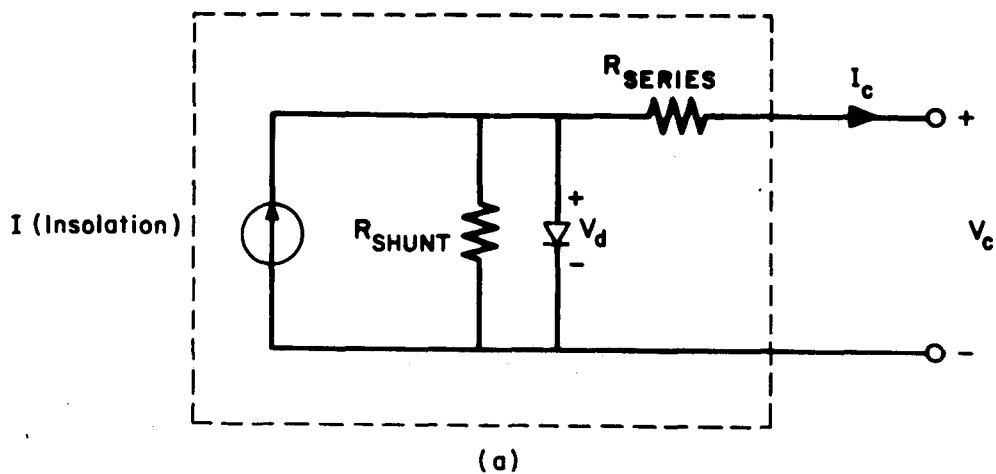 R_SERIES
I_c
+
I (Insolation)
R_SHUNT
+
V_d
-
V_c
-
(a)